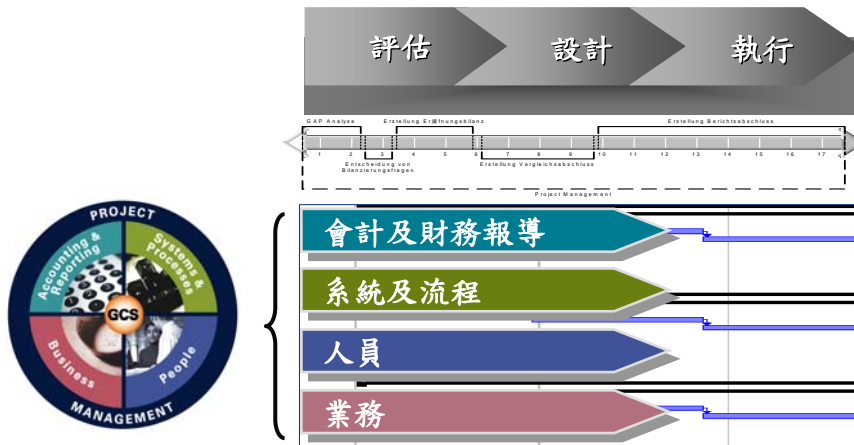 評估 設計 執行
GAP Analyse Erstellung Eröffnungsbilanz Erstellung Berichtsabschluss
1 2 3 4 5 6 7 8 9 10 11 12 13 14 15 16 17
Entscheidung von
Bilanzierungsfragen
Erstellung Vergleichsabschluss
Project Management
PROJECT
Accounting &
Reporting
Systems &
Processes
GCS
Business
People
MANAGEMENT
會計及財務報導
系統及流程
人員
業務